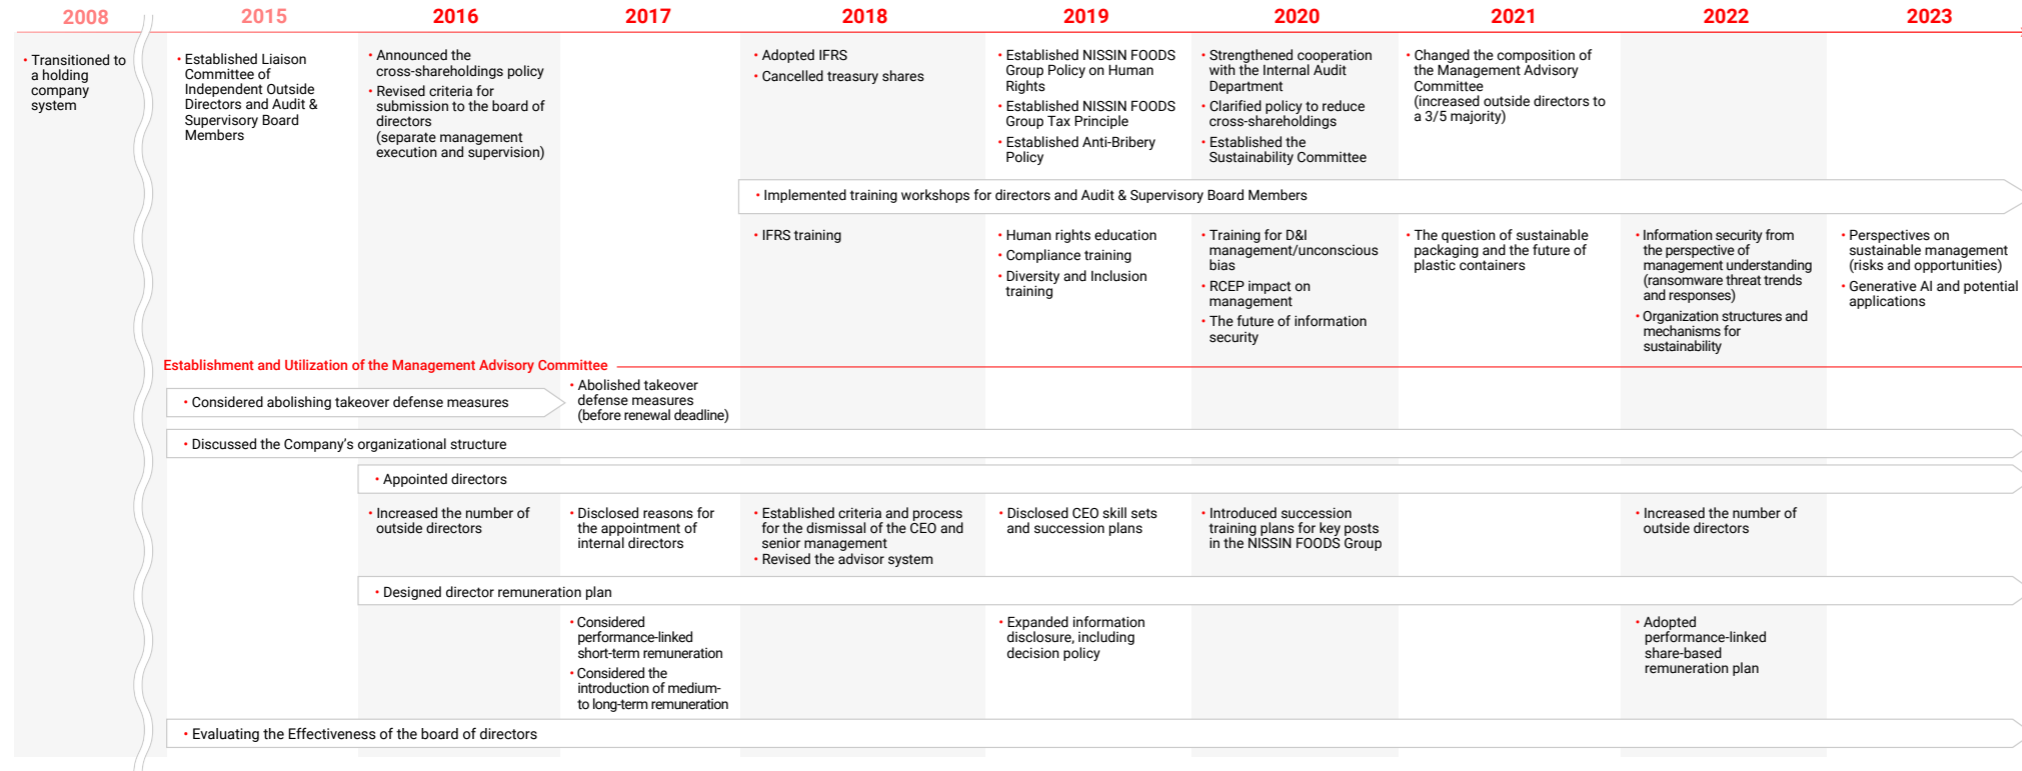 2008 2015 2016 2017 2018 2019 2020 2021 2022 2023
• Transitioned to
a holding
company
system
• Established Liaison
Committee of
Independent Outside
Directors and Audit &
Supervisory Board
Members
• Announced the
cross-shareholdings policy
• Revised criteria for
submission to the board of
directors
(separate management
execution and supervision)
• Adopted IFRS
• Cancelled treasury shares
• Established NISSIN FOODS
Group Policy on Human
Rights
• Established NISSIN FOODS
Group Tax Principle
• Established Anti-Bribery
Policy
• Strengthened cooperation
with the Internal Audit
Department
• Clarified policy to reduce
cross-shareholdings
• Established the
Sustainability Committee
• Changed the composition of
the Management Advisory
Committee
(increased outside directors to
a 3/5 majority)
• Implemented training workshops for directors and Audit & Supervisory Board Members
• IFRS training
• Human rights education
• Compliance training
• Diversity and Inclusion
training
• Training for D&I
management/unconscious
bias
• RCEP impact on
management
• The future of information
security
• The question of sustainable
packaging and the future of
plastic containers
• Information security from
the perspective of
management understanding
(ransomware threat trends
and responses)
• Organization structures and
mechanisms for
sustainability
• Perspectives on
sustainable management
(risks and opportunities)
• Generative AI and potential
applications
Establishment and Utilization of the Management Advisory Committee
• Considered abolishing takeover defense measures
• Abolished takeover
defense measures
(before renewal deadline)
• Discussed the Company's organizational structure
• Appointed directors
• Increased the number of
outside directors
• Disclosed reasons for
the appointment of
internal directors
• Established criteria and process
for the dismissal of the CEO and
senior management
• Revised the advisor system
• Disclosed CEO skill sets
and succession plans
• Introduced succession
training plans for key posts
in the NISSIN FOODS Group
• Increased the number of
outside directors
• Designed director remuneration plan
• Considered
performance-linked
short-term remuneration
• Considered the
introduction of medium-
to long-term remuneration
• Expanded information
disclosure, including
decision policy
• Adopted
performance-linked
share-based
remuneration plan
• Evaluating the Effectiveness of the board of directors